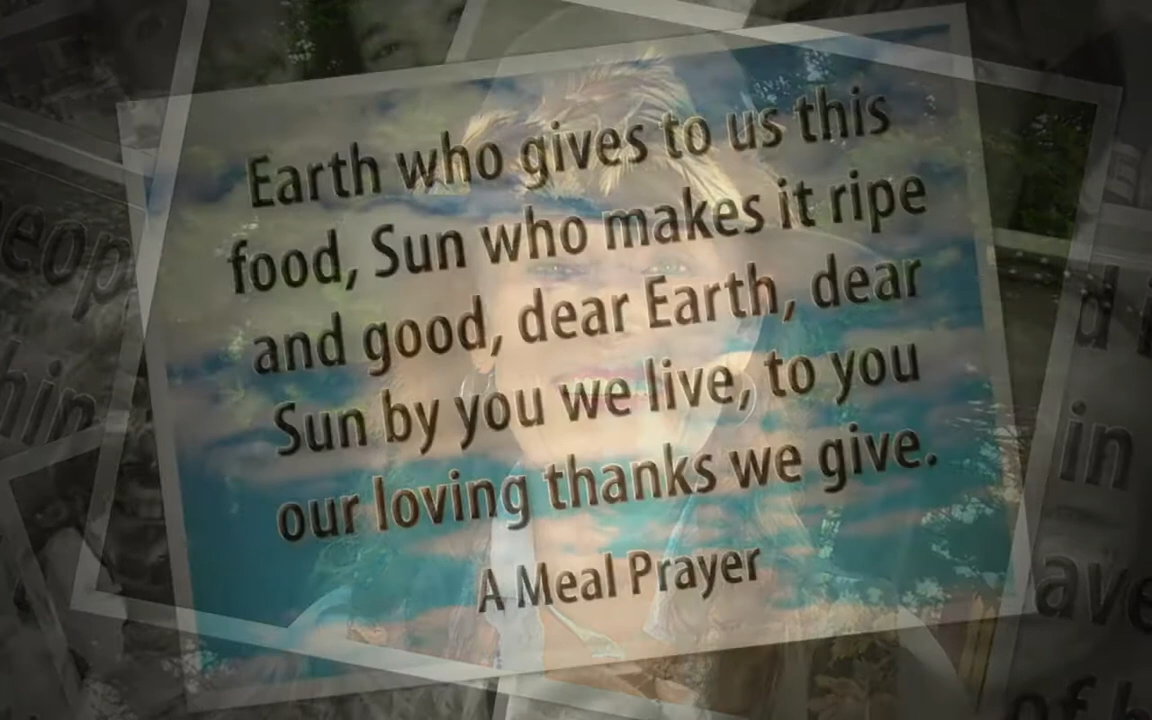 Earth who gives to us this
food, Sun who makes it ripe
and good, dear Earth, dear
Sun by you we live, to you
our loving thanks we give.
A Meal Prayer
in